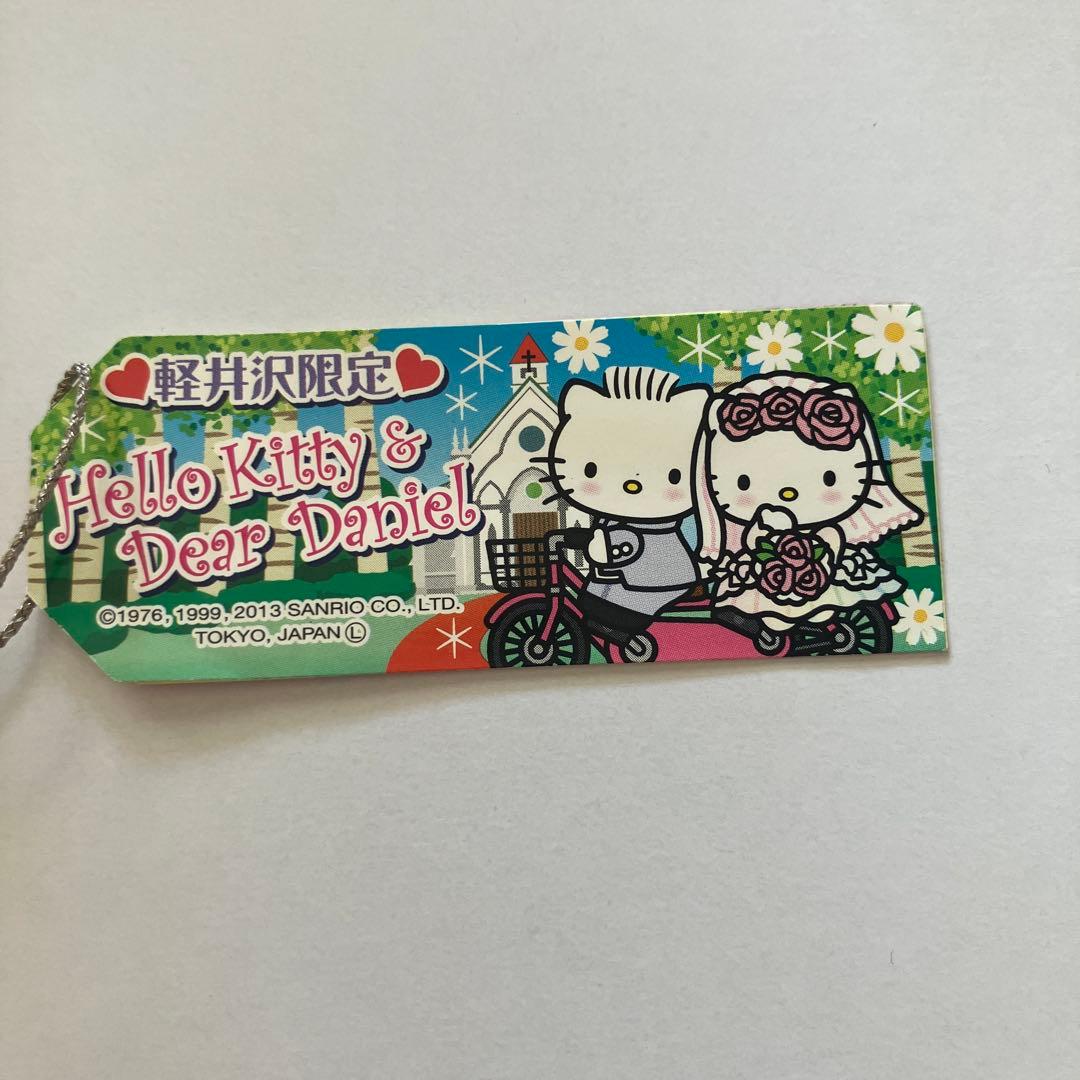 軽井沢限定
Hello Kitty &
Dear Daniel
©1976, 1999, 2013 SANRIO CO., LTD.
TOKYO, JAPAN Ⓛ